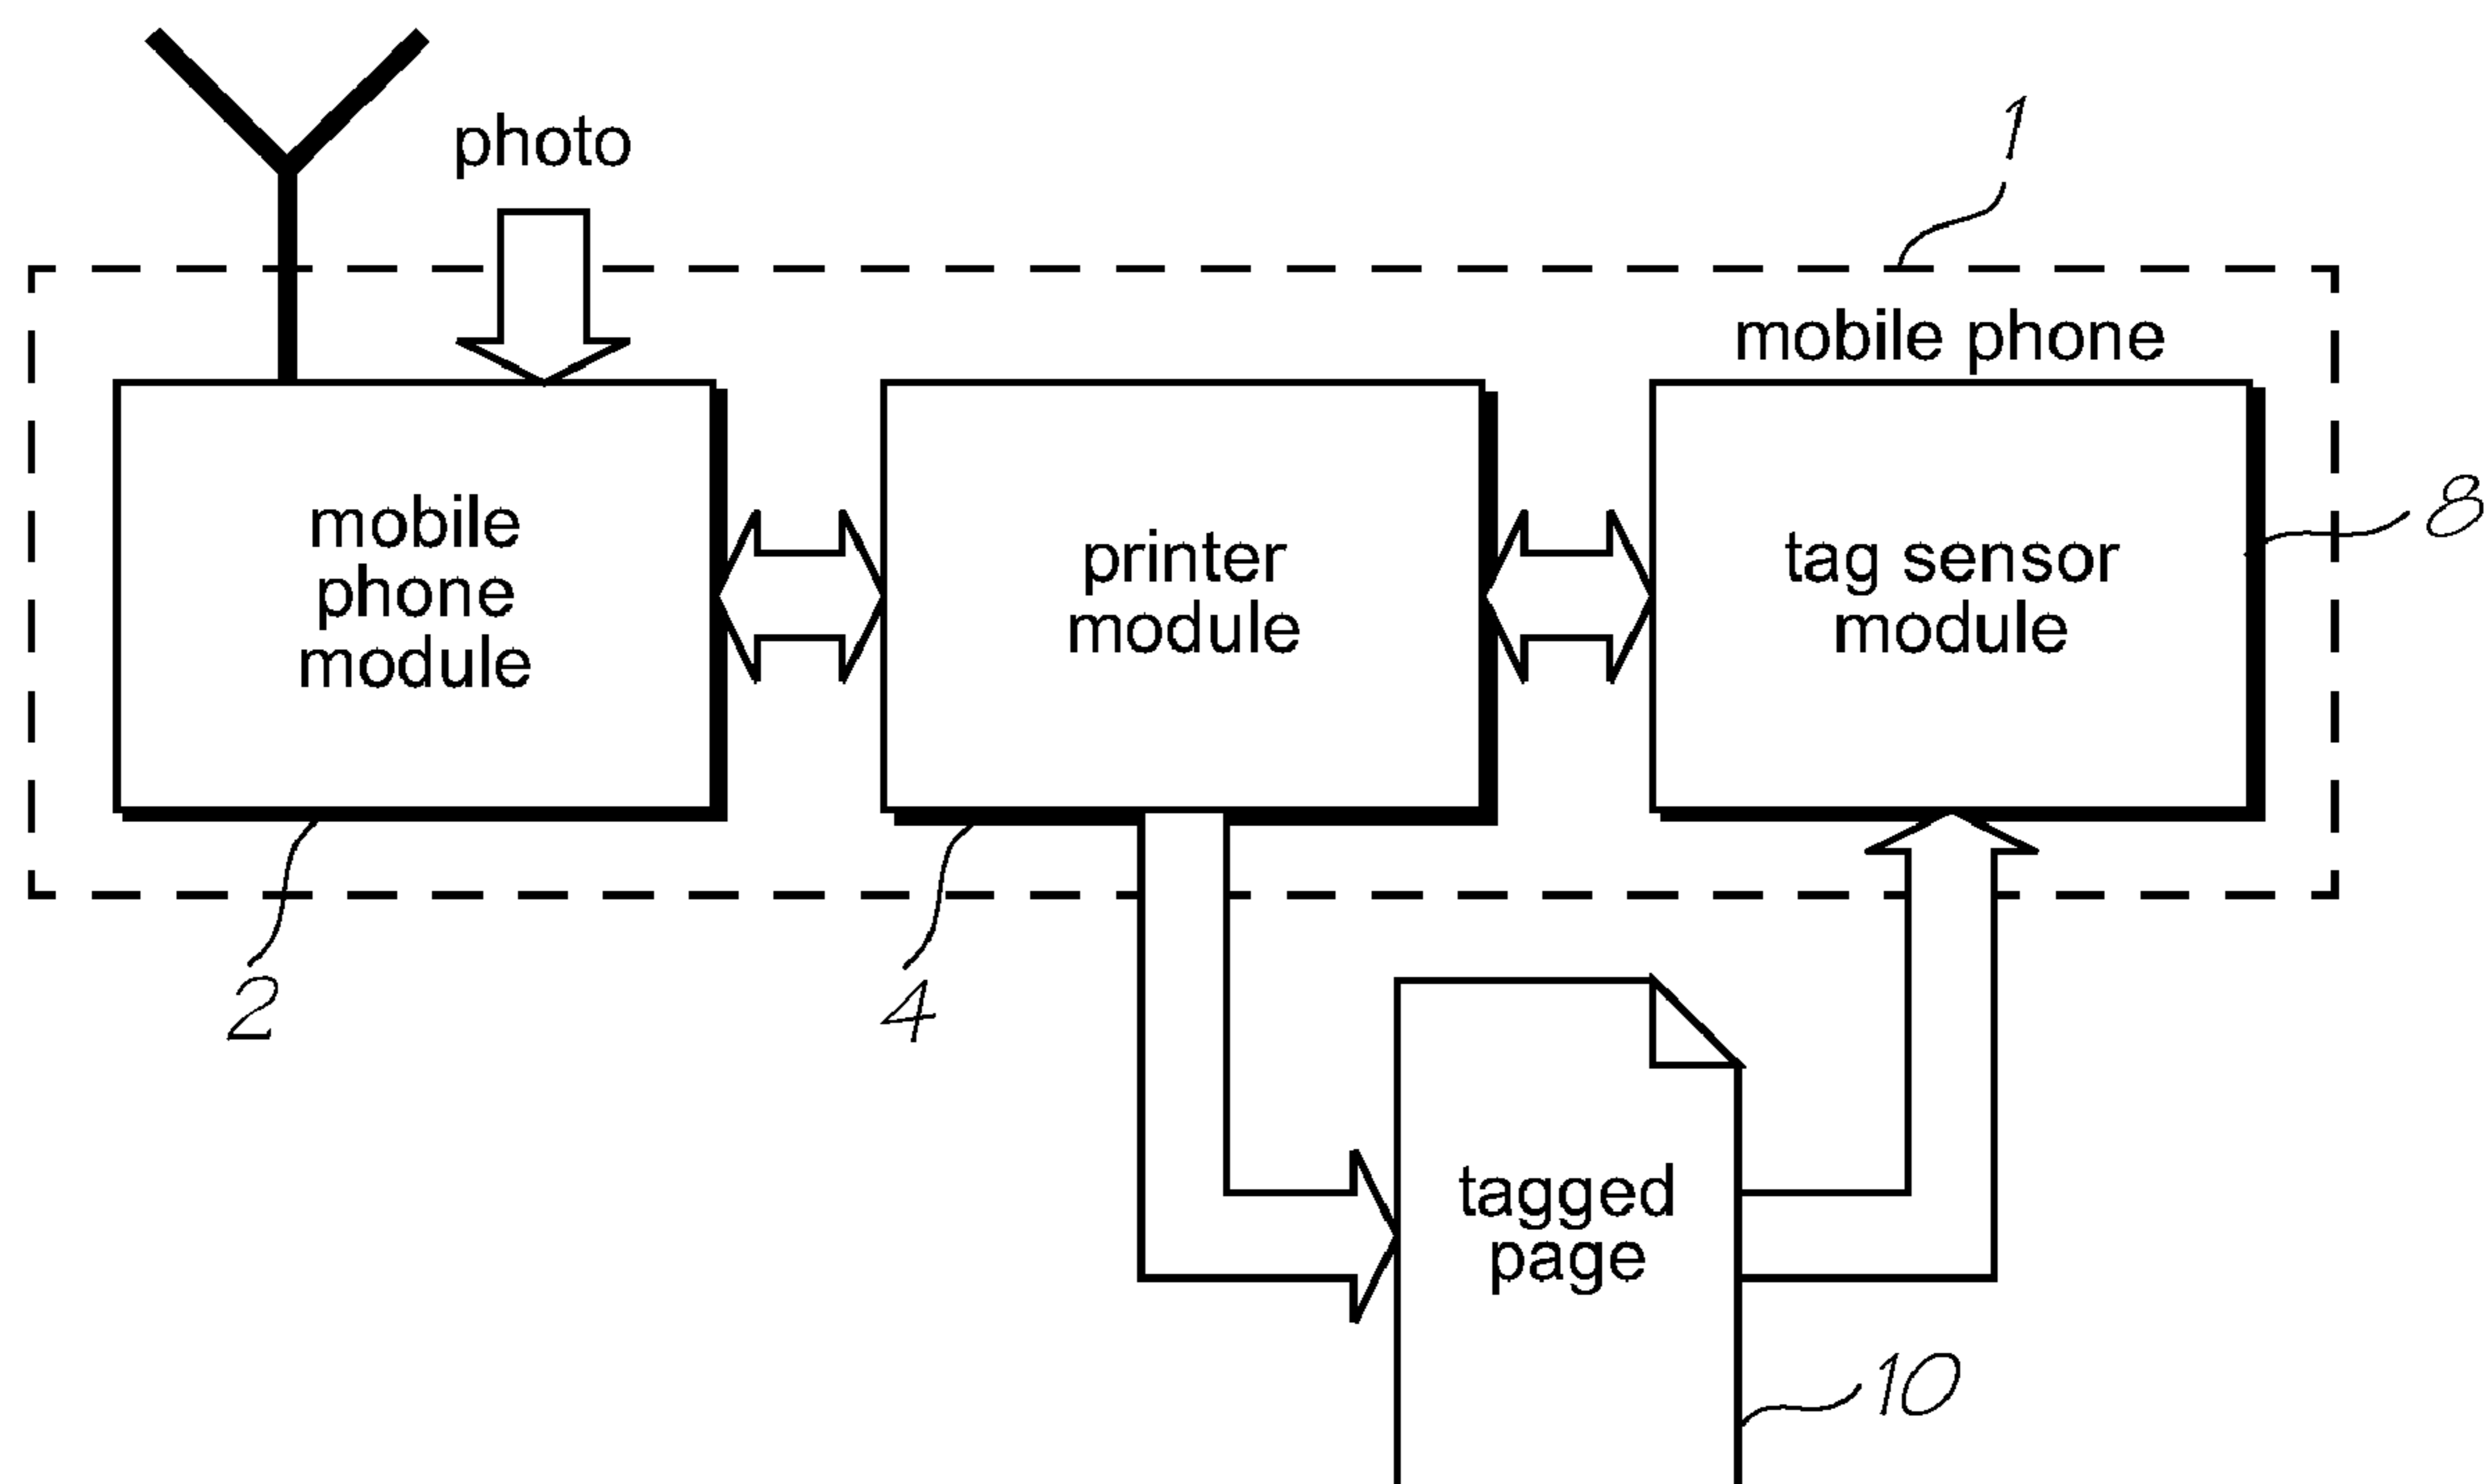 photo
1
mobile phone
mobile
phone
module
printer
module
tag sensor
module
8
2
4
tagged
page
10